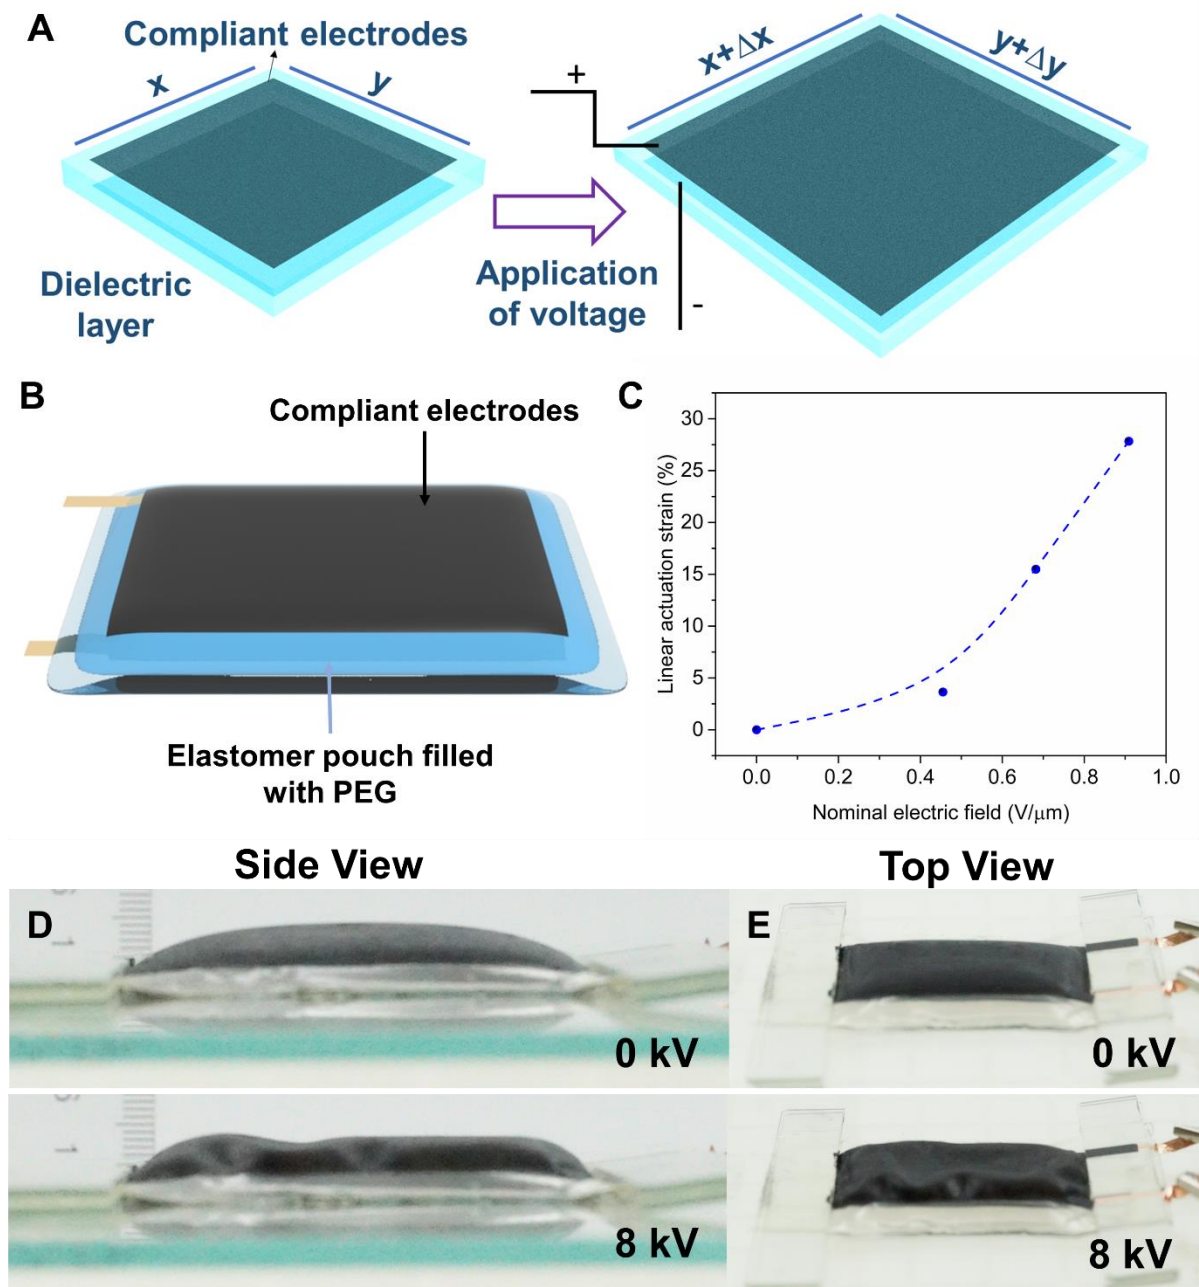 A
Compliant electrodes
x
y
x+Δx
y+Δy
+
Dielectric
layer
Application
of voltage
-
B
Compliant electrodes
Elastomer pouch filled
with PEG
C
Linear actuation strain (%)
30
25
20
15
10
5
0
0.0 0.2 0.4 0.6 0.8 1.0
Nominal electric field (V/μm)
Side View
Top View
D
0 kV
E
0 kV
8 kV
8 kV